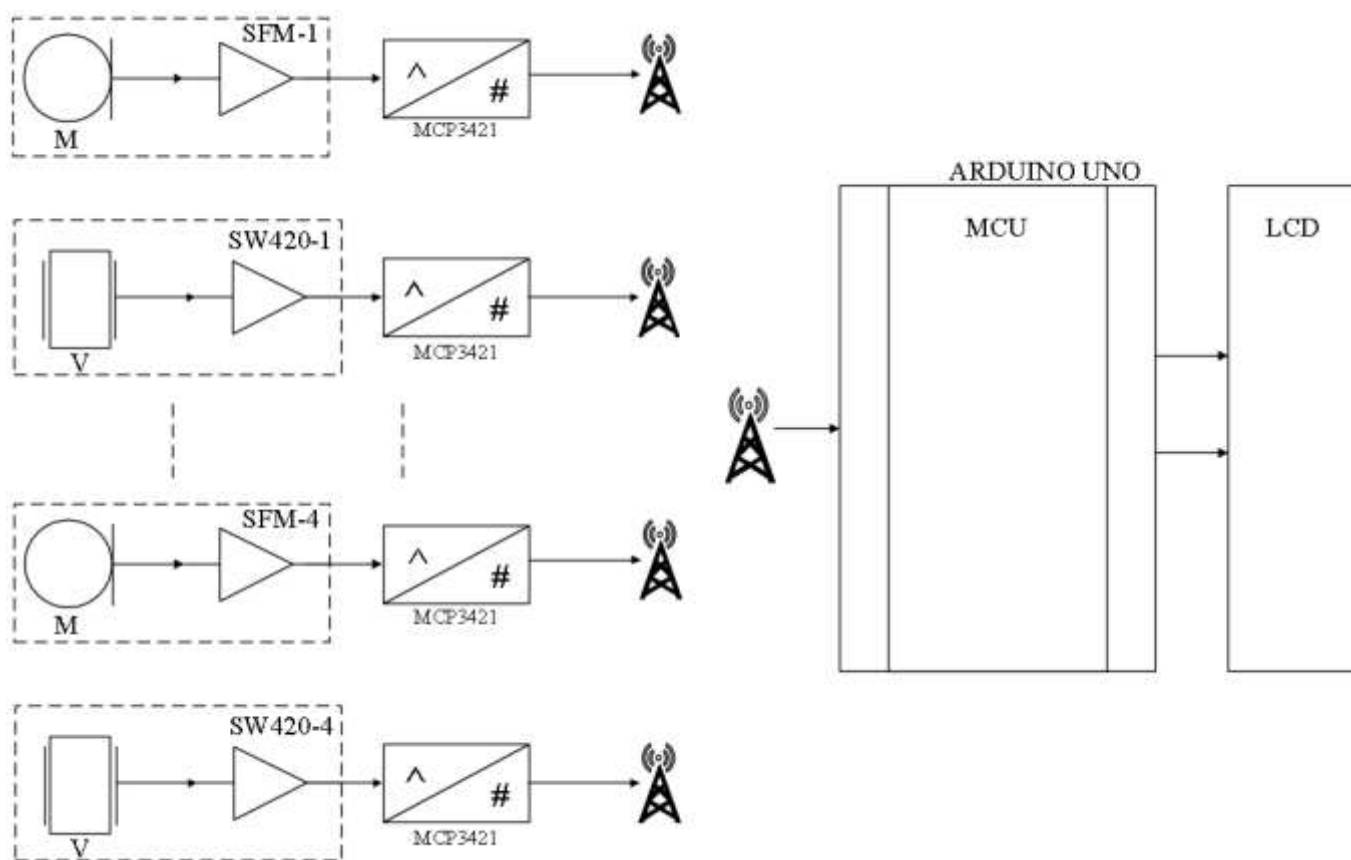 SFM-1
^
#
M
MCP3421
ARDUINO UNO
MCU
LCD
SW420-1
^
#
V
MCP3421
SFM-4
^
#
M
MCP3421
SW420-4
^
#
V
MCP3421